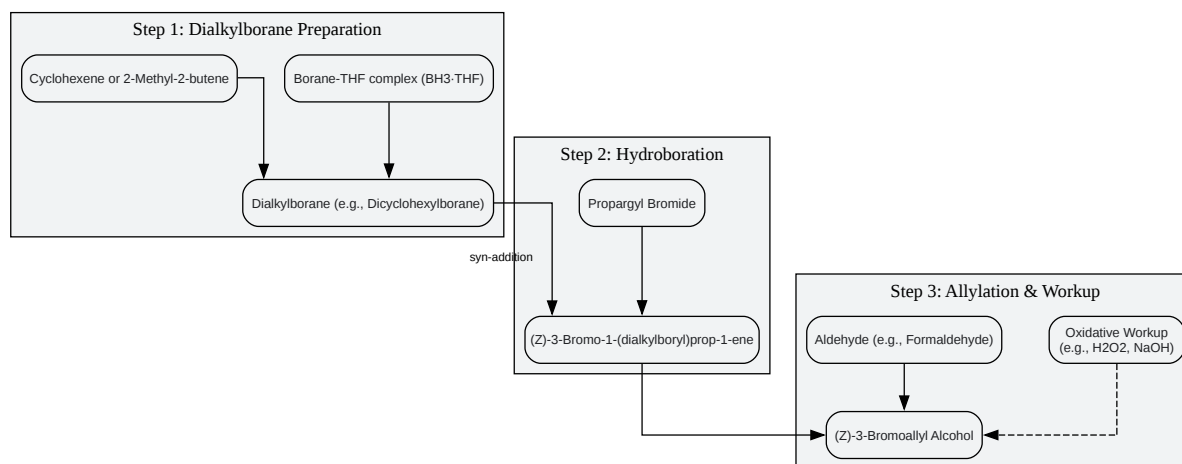 Step 1: Dialkylborane Preparation
Cyclohexene or 2-Methyl-2-butene
Borane-THF complex (BH3·THF)
Dialkylborane (e.g., Dicyclohexylborane)
Step 2: Hydroboration
Propargyl Bromide
syn-addition
(Z)-3-Bromo-1-(dialkylboryl)prop-1-ene
Step 3: Allylation & Workup
Aldehyde (e.g., Formaldehyde)
Oxidative Workup
(e.g., H2O2, NaOH)
(Z)-3-Bromoallyl Alcohol